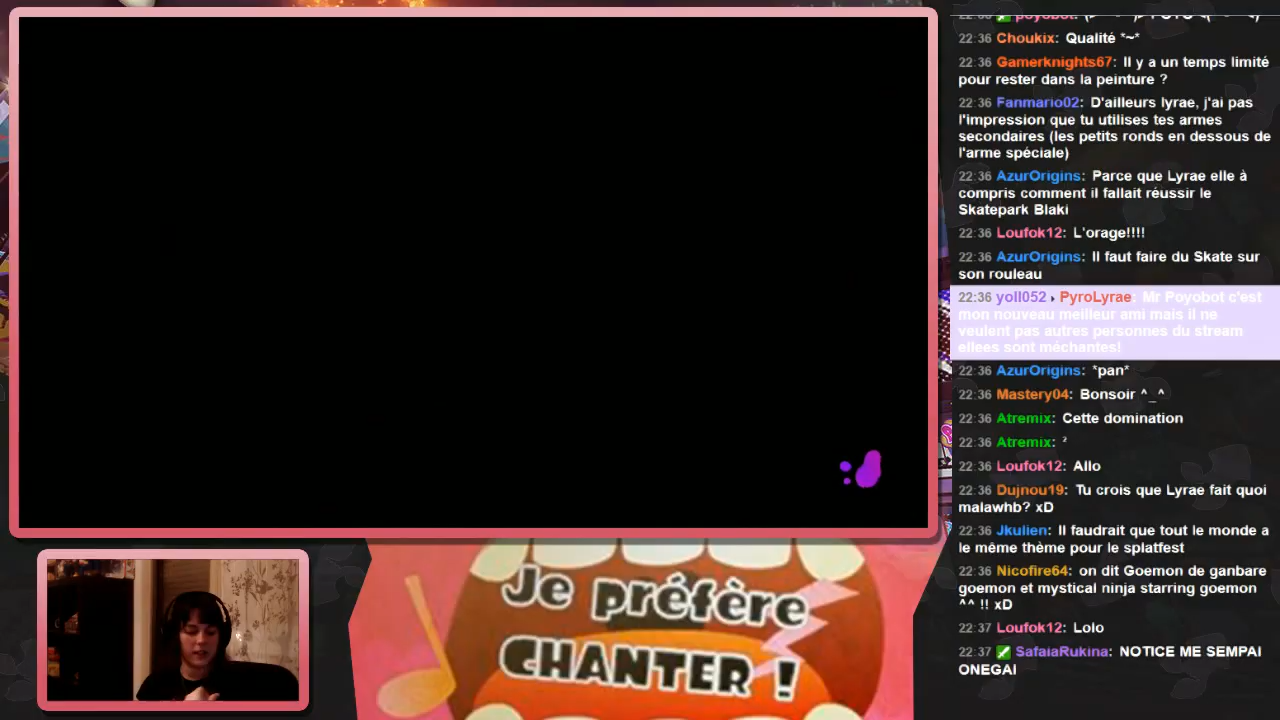 22:36 Choukix: Qualité *~*
22:36 Gamerknights67: Il y a un temps limité
pour rester dans la peinture ?
22:36 Fanmario02: D'ailleurs lyrae, j'ai pas
l'impression que tu utilises tes armes
secondaires (les petits ronds en dessous de
l'arme spéciale)
22:36 AzurOrigins: Parce que Lyrae elle à
compris comment il fallait réussir le
Skatepark Blaki
22:36 Loufok12: L'orage!!!!
22:36 AzurOrigins: Il faut faire du Skate sur
son rouleau
22:36 yoll052 ▸ PyroLyrae: Mr Poyobot c'est
mon nouveau meilleur ami mais il ne
veulent pas autres personnes du stream
ellees sont méchantes!
22:36 AzurOrigins: *pan*
22:36 Mastery04: Bonsoir ^_^
22:36 Atremix: Cette domination
22:36 Atremix: ²
22:36 Loufok12: Allo
22:36 Dujnou19: Tu crois que Lyrae fait quoi
malawhb? xD
22:36 Jkulien: Il faudrait que tout le monde a
le même thème pour le splatfest
22:36 Nicofire64: on dit Goemon de ganbare
goemon et mystical ninja starring goemon
^^ !! xD
22:37 Loufok12: Lolo
22:37 SafaiaRukina: NOTICE ME SEMPAI
ONEGAI
Je préfère
CHANTER !